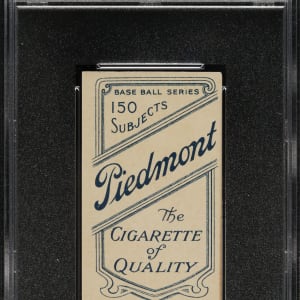 BASE BALL SERIES
150
SUBJECTS
Piedmont
The
CIGARETTE
of
QUALITY